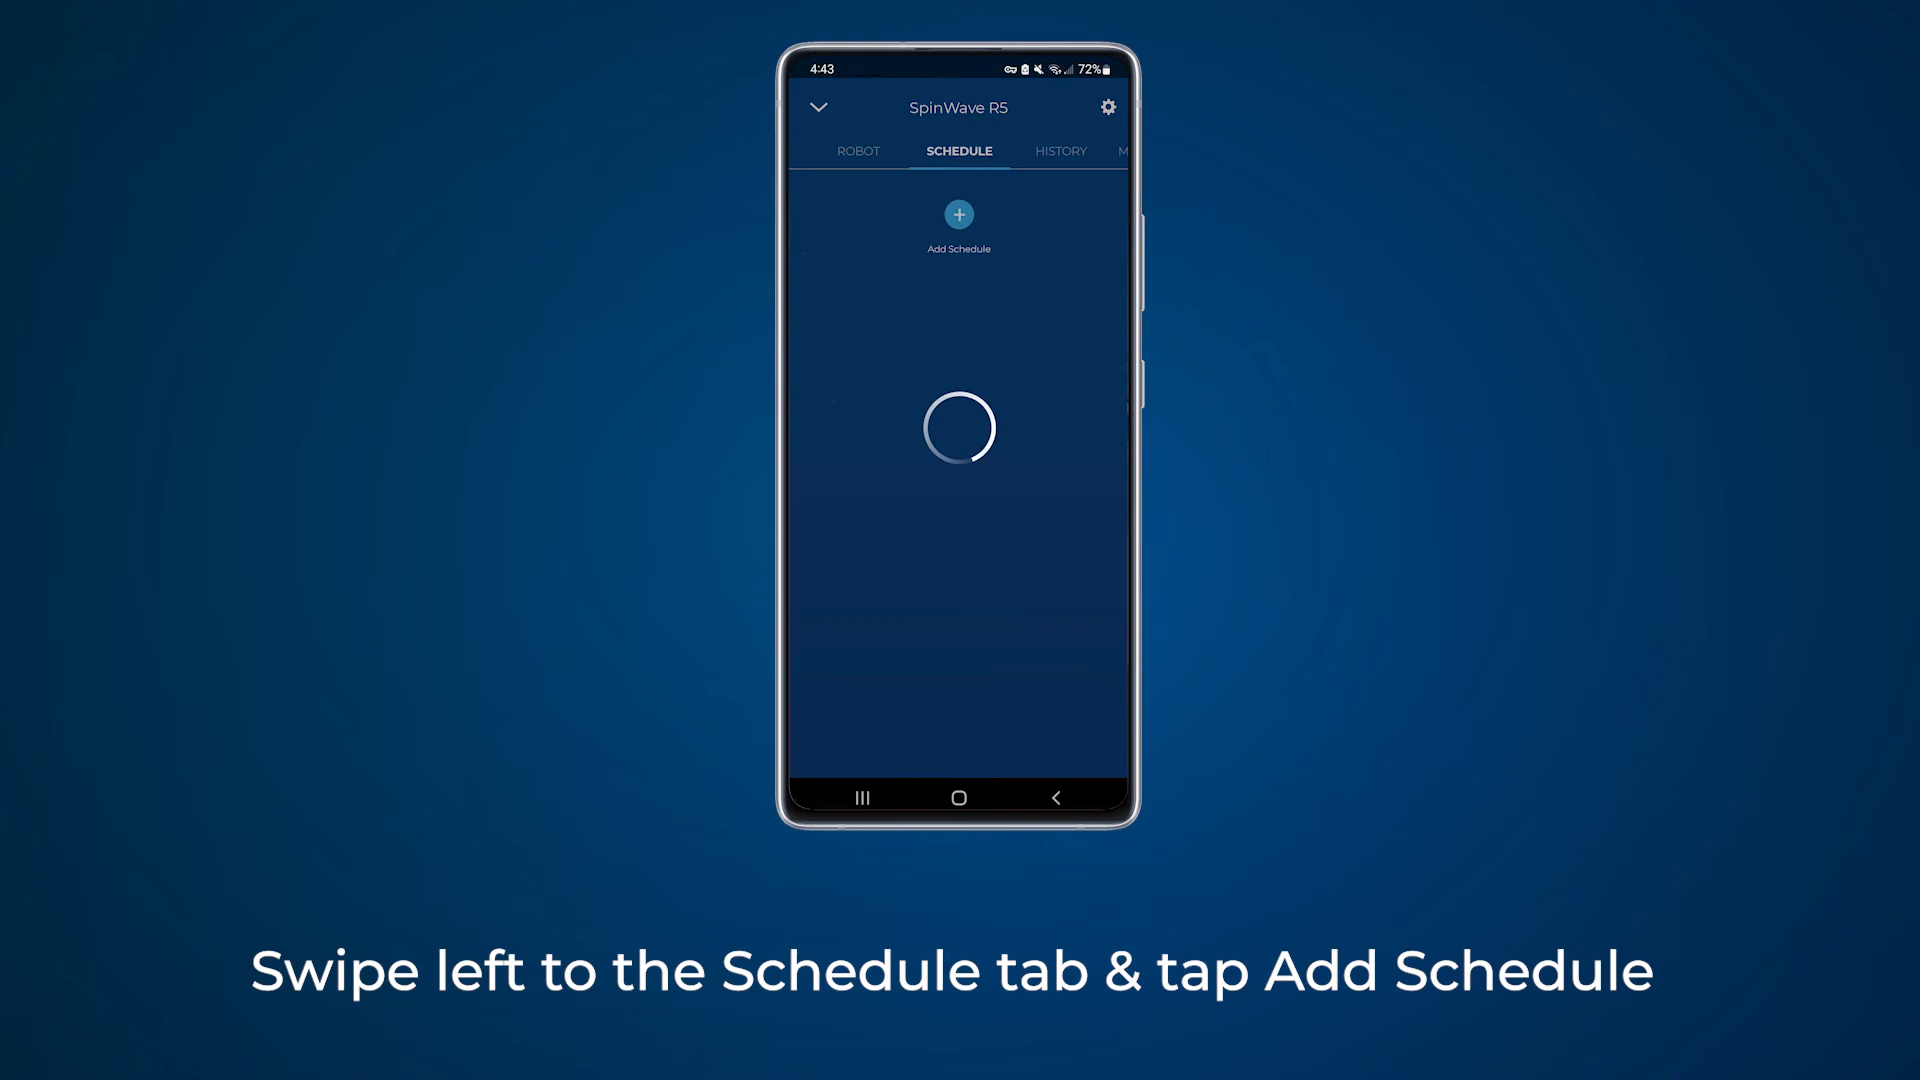 4:43
72%
SpinWave R5
ROBOT
SCHEDULE
HISTORY
M
Add Schedule
Swipe left to the Schedule tab & tap Add Schedule